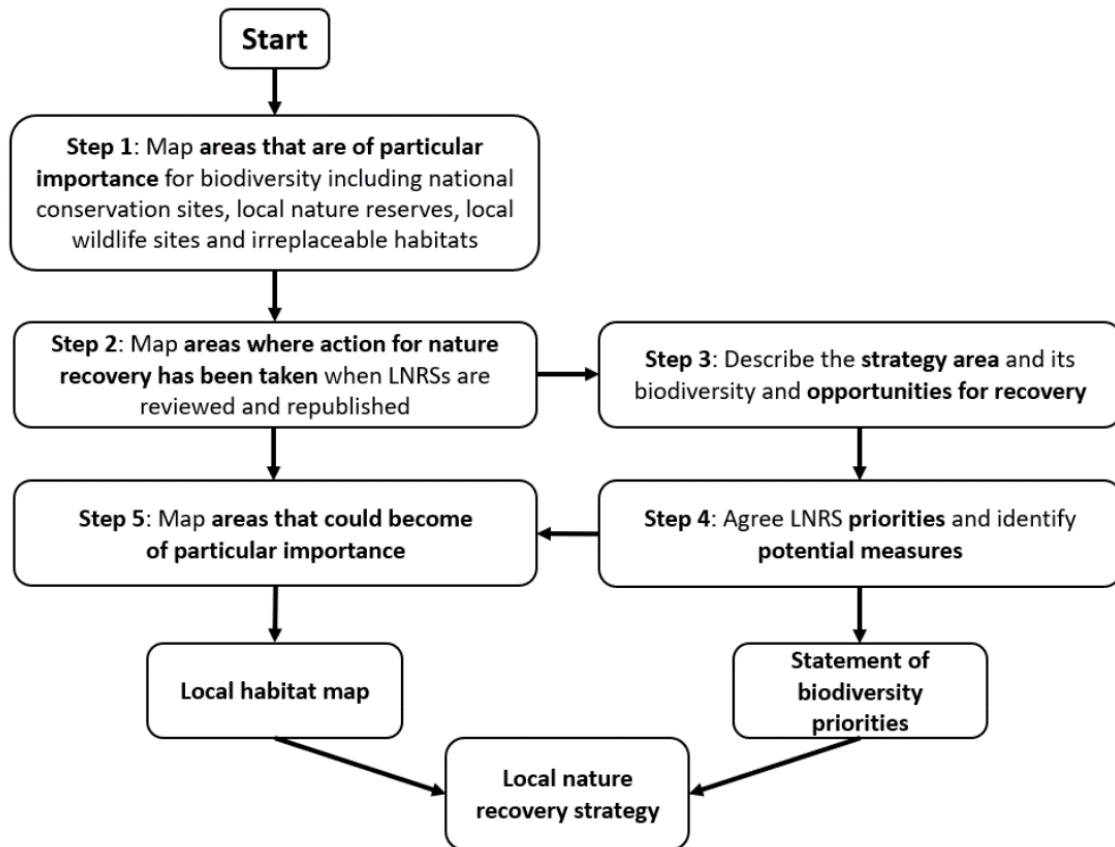 Start
Step 1: Map areas that are of particular
importance for biodiversity including national
conservation sites, local nature reserves, local
wildlife sites and irreplaceable habitats
Step 2: Map areas where action for nature
recovery has been taken when LNRSs are
reviewed and republished
Step 3: Describe the strategy area and its
biodiversity and opportunities for recovery
Step 4: Agree LNRS priorities and identify
potential measures
Step 5: Map areas that could become
of particular importance
Local habitat map
Statement of
biodiversity
priorities
Local nature
recovery strategy